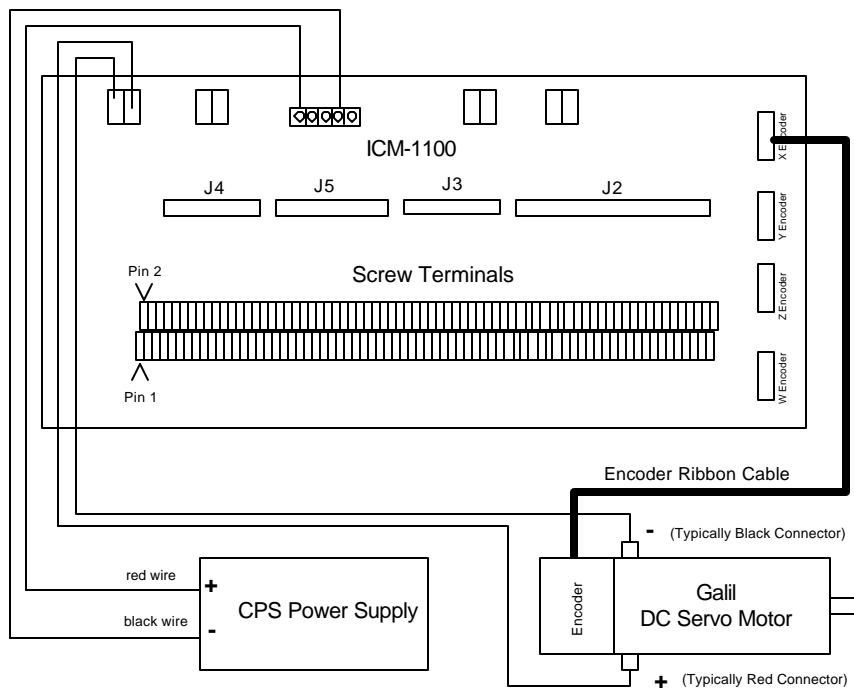 ICM-1100
X Encoder
J4
J5
J3
J2
Y Encoder
Pin 2
Screw Terminals
Z Encoder
W Encoder
Pin 1
Encoder Ribbon Cable
- (Typically Black Connector)
red wire
+
CPS Power Supply
black wire
-
Encoder
Galil
DC Servo Motor
+ (Typically Red Connector)